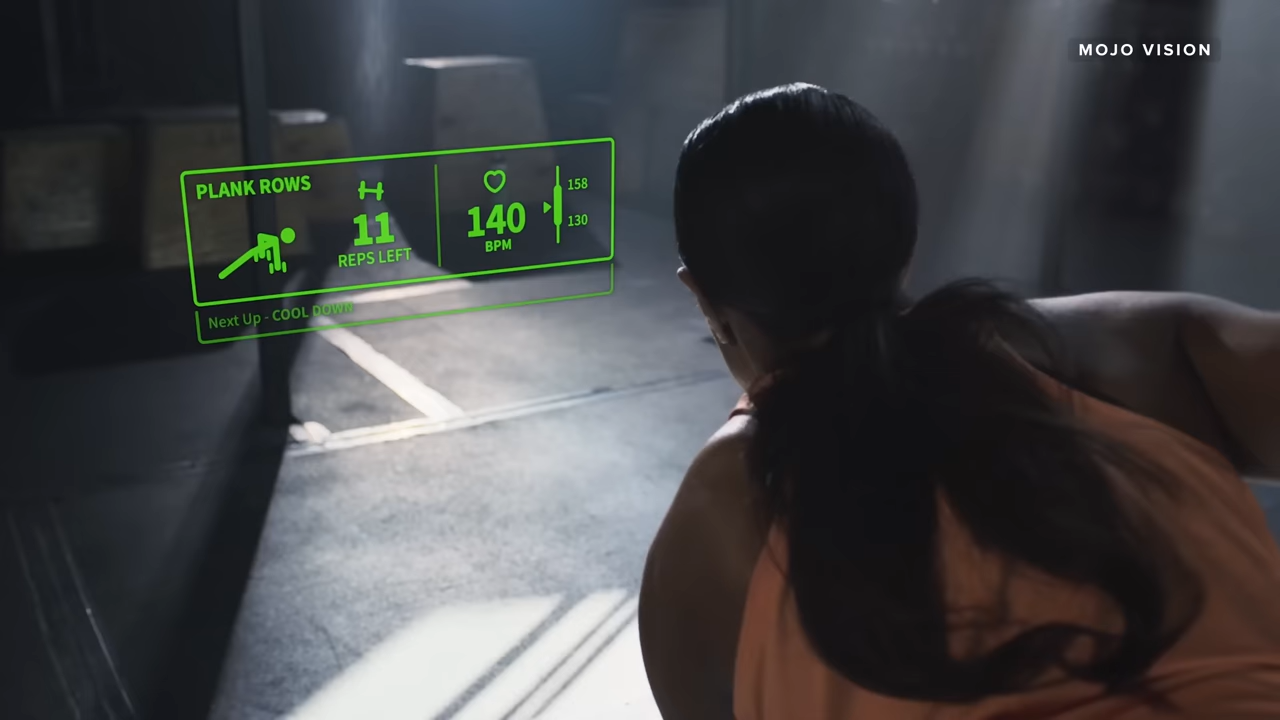 MOJO VISION
PLANK ROWS
11
REPS LEFT
140
BPM
158
130
Next Up - COOL DOWN